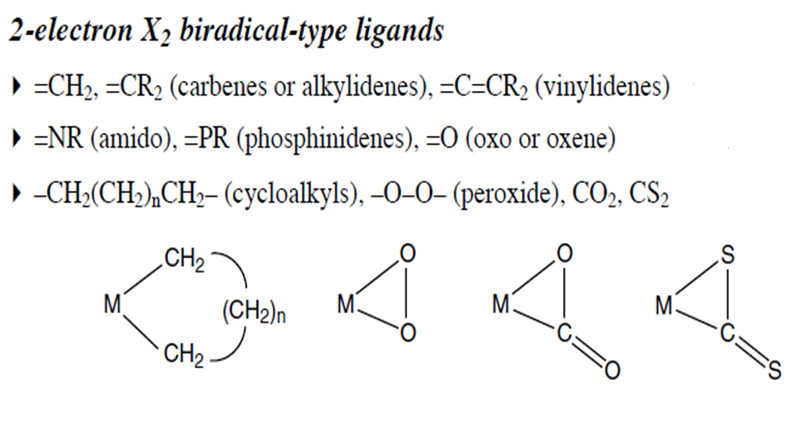 2-electron X₂ biradical-type ligands
=CH₂, =CR₂ (carbenes or alkylidenes), =C=CR₂ (vinylidenes)
=NR (amido), =PR (phosphinidenes), =O (oxo or oxene)
–CH₂(CH₂)ₙCH₂– (cycloalkyls), –O–O– (peroxide), CO₂, CS₂
M CH₂ (CH₂)n CH₂
M O O
M O C O
M S C S